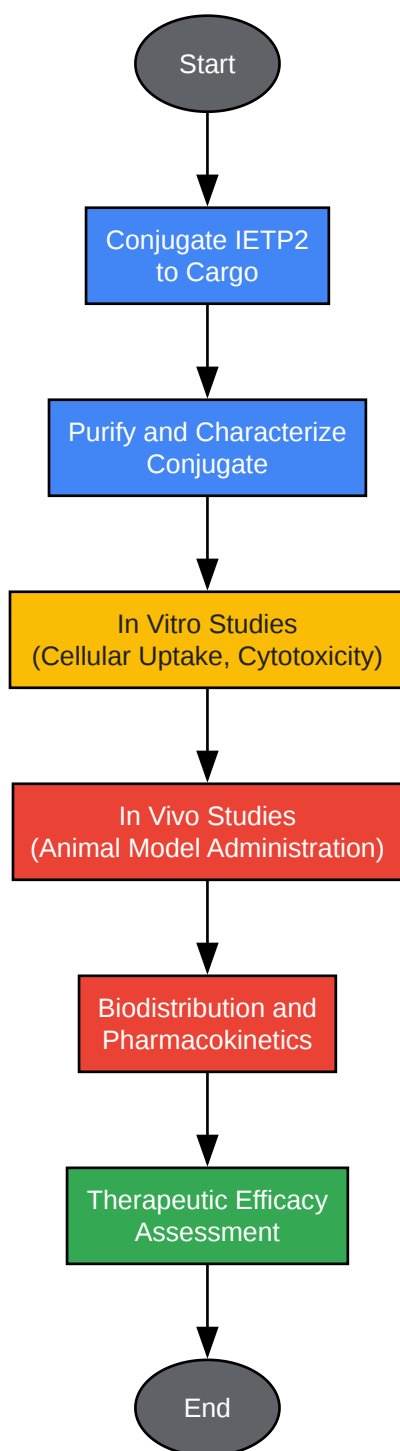 Start
Conjugate IETP2
to Cargo
Purify and Characterize
Conjugate
In Vitro Studies
(Cellular Uptake, Cytotoxicity)
In Vivo Studies
(Animal Model Administration)
Biodistribution and
Pharmacokinetics
Therapeutic Efficacy
Assessment
End